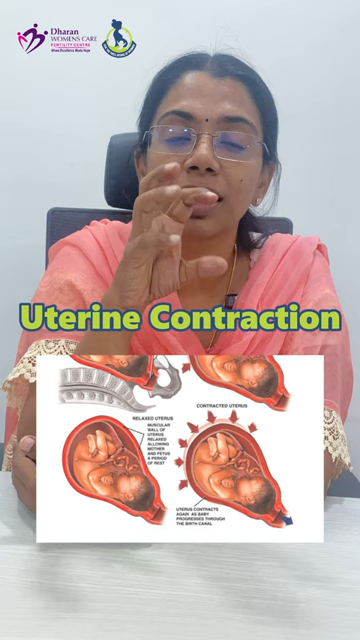 Dharan
WOMENS CARE
FERTILITY CENTRE
Uterine Contraction
CONTRACTED UTERUS
RELAXED UTERUS
MUSCULAR
WALL OF
UTERUS
RELAXED
ALLOWING
MOTHER
AND FETUS
A PERIOD
OF REST
UTERUS CONTRACTS
AGAIN AS BABY
PROGRESSES THROUGH
THE BIRTH CANAL